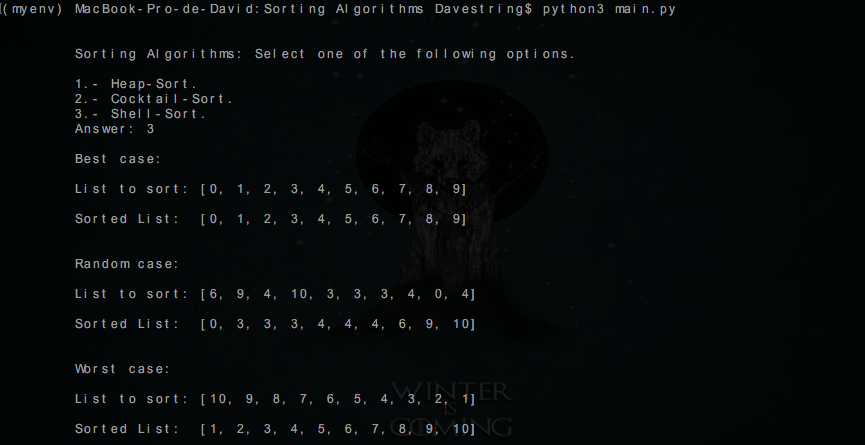 (myenv) MacBook-Pro-de-David:Sorting Algorithms Davestring$ python3 main.py
Sorting Algorithms: Select one of the following options.
1.- Heap-Sort.
2.- Cocktail-Sort.
3.- Shell-Sort.
Answer: 3
Best case:
List to sort: [0, 1, 2, 3, 4, 5, 6, 7, 8, 9]
Sorted List: [0, 1, 2, 3, 4, 5, 6, 7, 8, 9]
Random case:
List to sort: [6, 9, 4, 10, 3, 3, 3, 4, 0, 4]
Sorted List: [0, 3, 3, 3, 4, 4, 4, 6, 9, 10]
Worst case:
List to sort: [10, 9, 8, 7, 6, 5, 4, 3, 2, 1]
Sorted List: [1, 2, 3, 4, 5, 6, 7, 8, 9, 10]
WINTER
IS
COMING